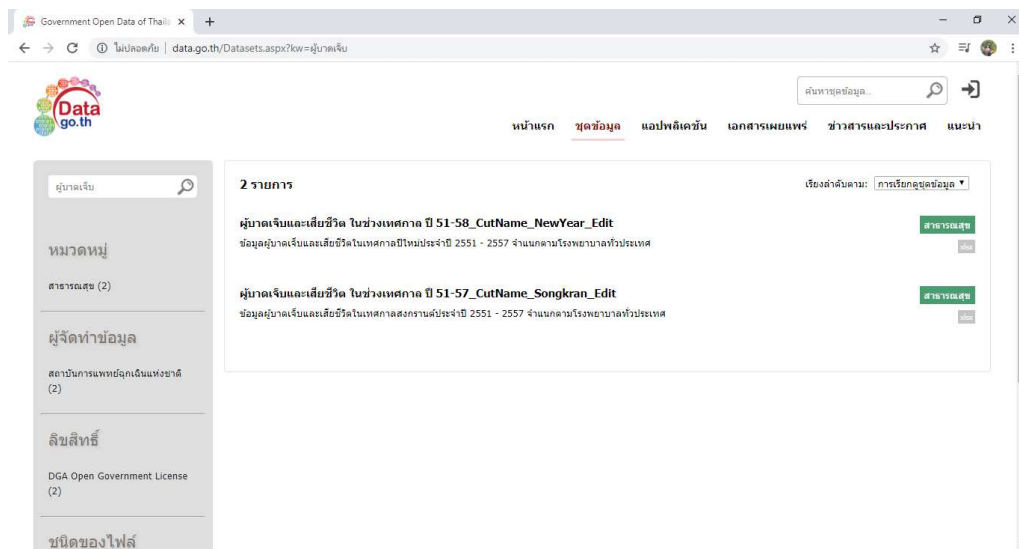 Government Open Data of Thaila
ไม่ปลอดภัย | data.go.th/Datasets.aspx?kw=ผู้บาดเจ็บ
Data
go.th
ค้นหาชุดข้อมูล..
หน้าแรก ชุดข้อมูล แอปพลิเคชัน เอกสารเผยแพร่ ข่าวสารและประกาศ แนะนำ
ผู้บาดเจ็บ
2 รายการ
เรียงลำดับตาม: การเรียกดูชุดข้อมูล
ผู้บาดเจ็บและเสียชีวิต ในช่วงเทศกาล ปี 51-58_CutName_NewYear_Edit
สาธารณสุข
ข้อมูลผู้บาดเจ็บและเสียชีวิตในเทศกาลปีใหม่ประจำปี 2551 - 2557 จำแนกตามโรงพยาบาลทั่วประเทศ
xlsx
ผู้บาดเจ็บและเสียชีวิต ในช่วงเทศกาล ปี 51-57_CutName_Songkran_Edit
สาธารณสุข
ข้อมูลผู้บาดเจ็บและเสียชีวิตในเทศกาลสงกรานต์ประจำปี 2551 - 2557 จำแนกตามโรงพยาบาลทั่วประเทศ
xlsx
หมวดหมู่
สาธารณสุข (2)
ผู้จัดทำข้อมูล
สถาบันการแพทย์ฉุกเฉินแห่งชาติ
(2)
ลิขสิทธิ์
DGA Open Government License
(2)
ชนิดของไฟล์